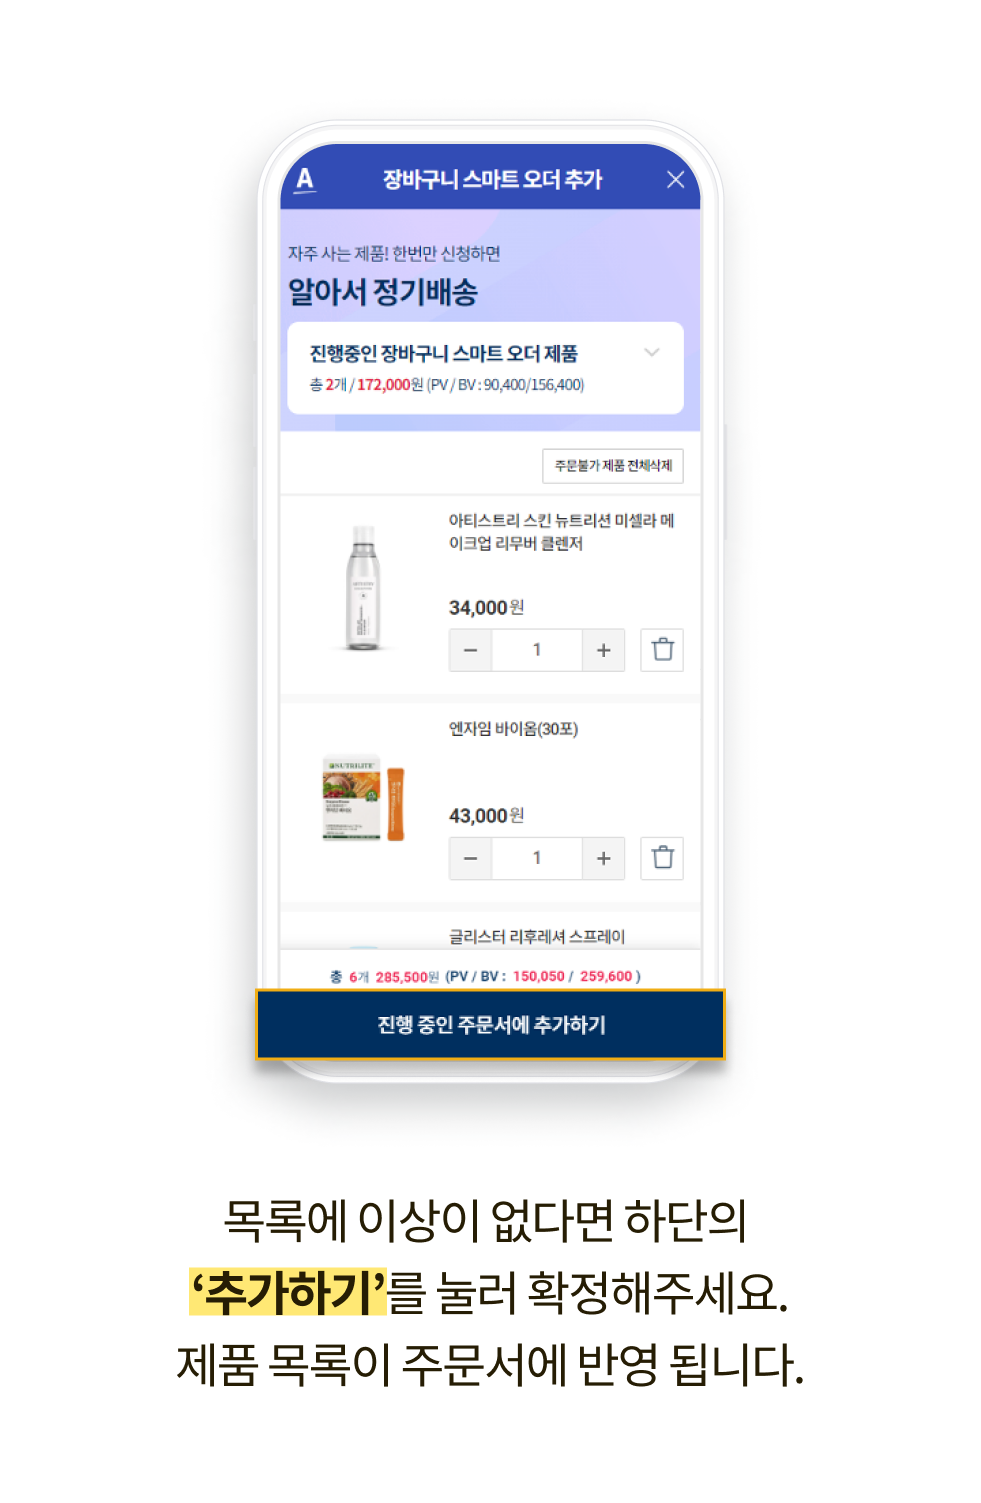 A
장바구니 스마트 오더 추가
자주 사는 제품! 한번만 신청하면
알아서 정기배송
진행중인 장바구니 스마트 오더 제품
총 2개 / 172,000원 (PV / BV : 90,400/156,400)
주문불가 제품 전체삭제
아티스트리 스킨 뉴트리션 미셀라 메
이크업 리무버 클렌저
34,000원
1
엔자임 바이옴(30포)
NUTRILITE
43,000원
1
글리스터 리후레셔 스프레이
총 6개 285,500원 (PV / BV : 150,050 / 259,600 )
진행 중인 주문서에 추가하기
목록에 이상이 없다면 하단의
‘추가하기’를 눌러 확정해주세요.
제품 목록이 주문서에 반영 됩니다.